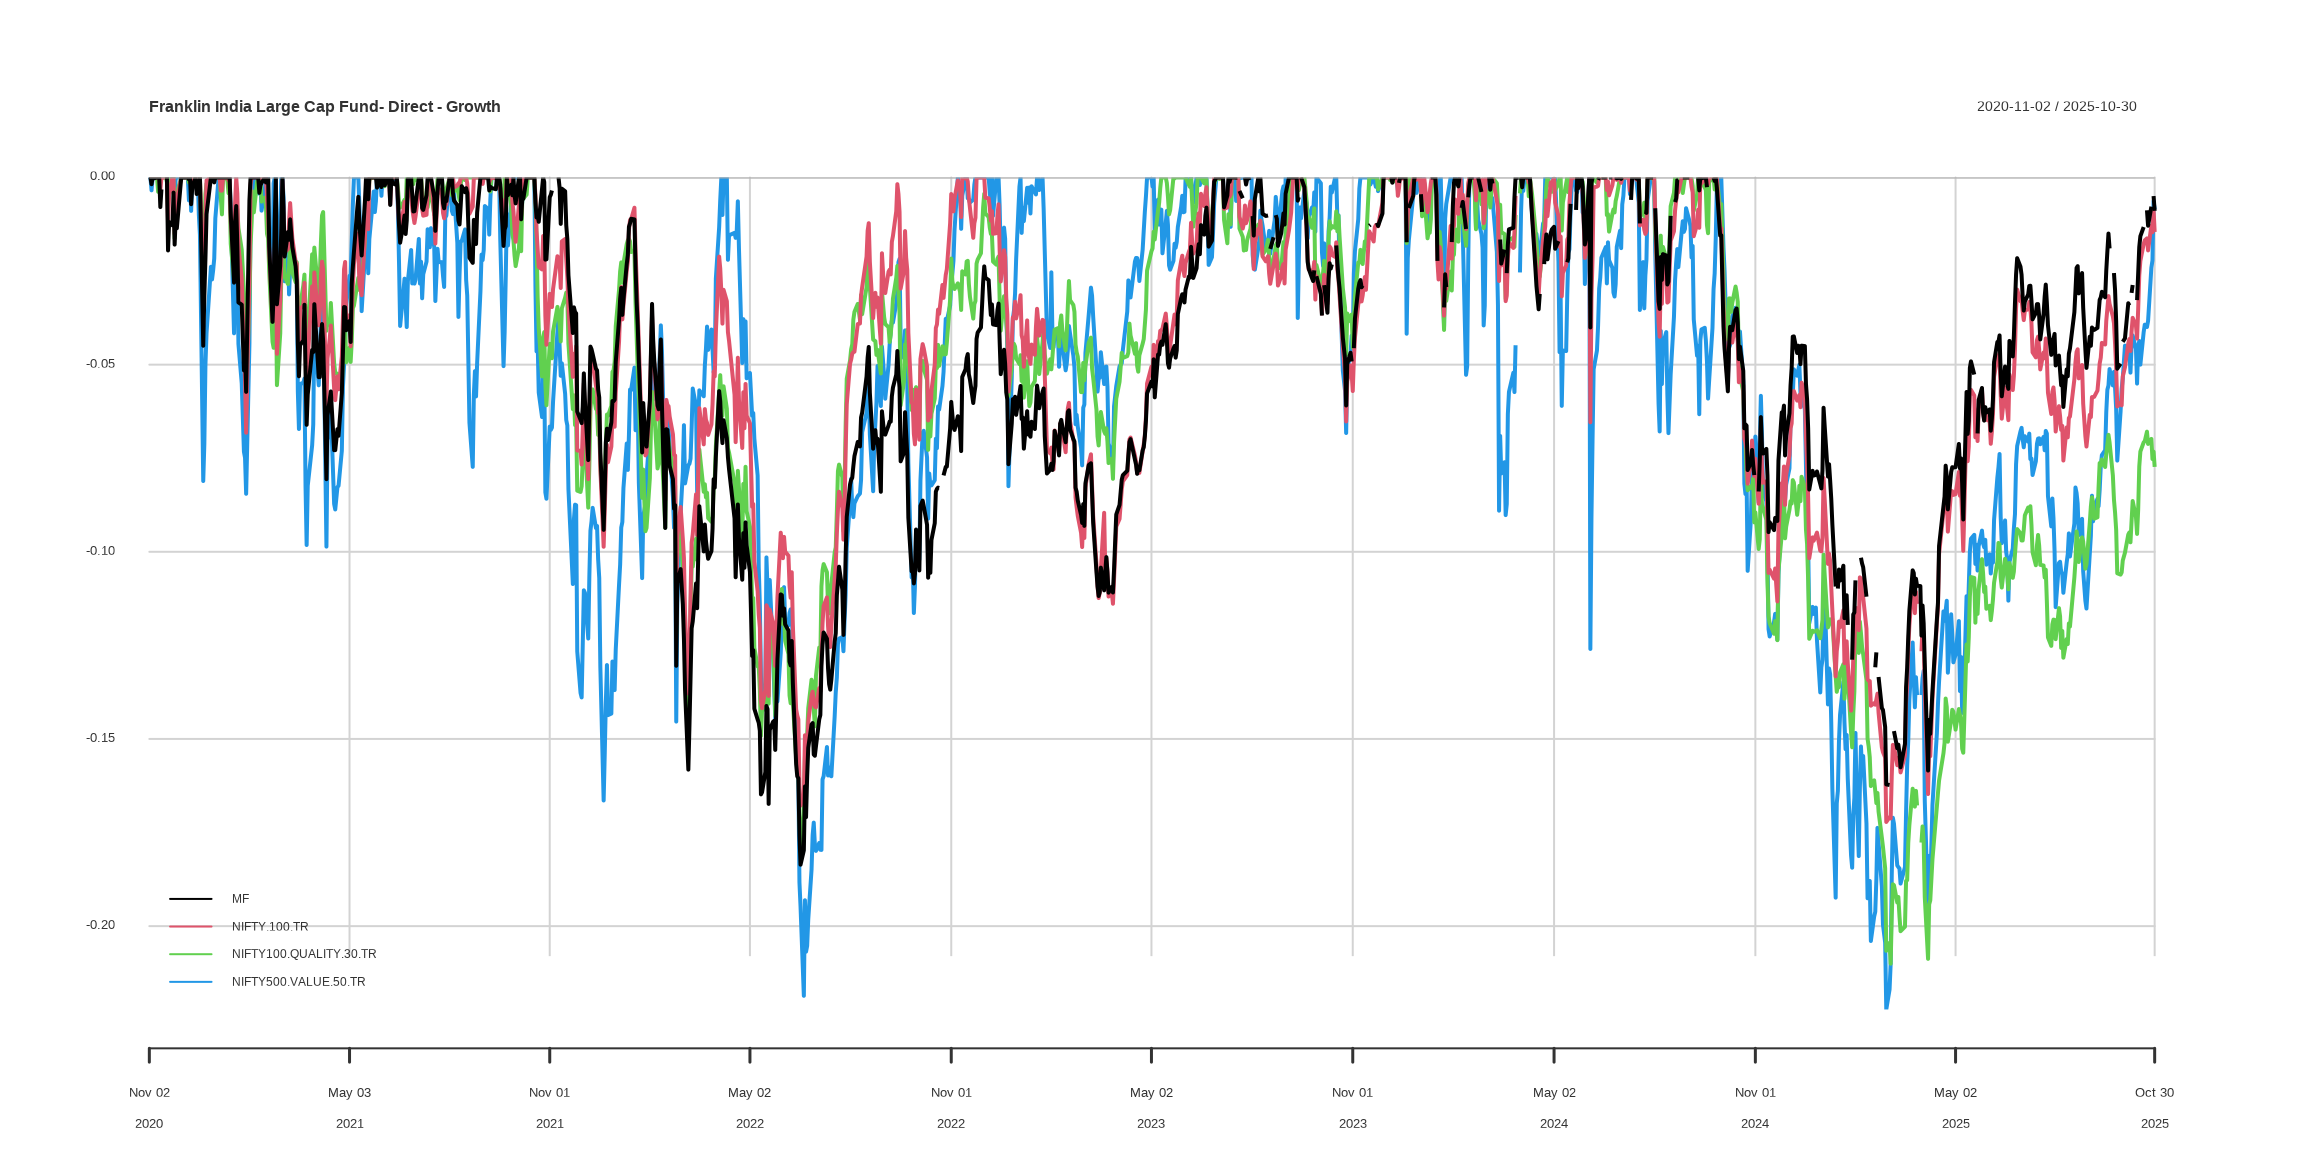 Franklin India Large Cap Fund- Direct - Growth
2020-11-02 / 2025-10-30
0.00
-0.05
-0.10
-0.15
-0.20
MF
NIFTY.100.TR
NIFTY100.QUALITY.30.TR
NIFTY500.VALUE.50.TR
Nov 02 May 03 Nov 01 May 02 Nov 01 May 02 Nov 01 May 02 Nov 01 May 02 Oct 30
2020 2021 2021 2022 2022 2023 2023 2024 2024 2025 2025